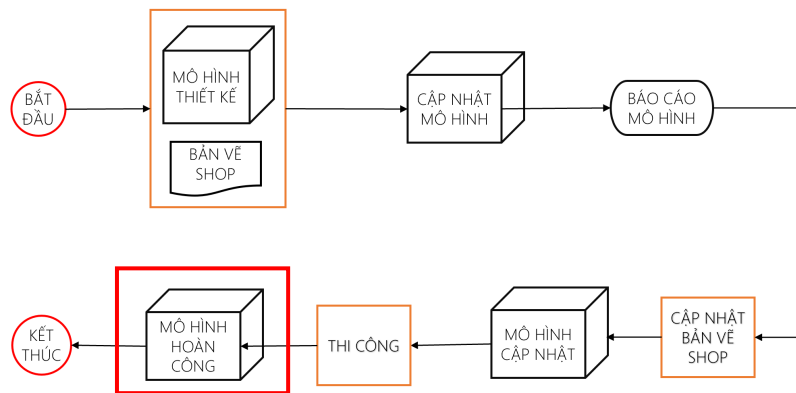 BẮT
ĐẦU
MÔ HÌNH
THIẾT KẾ
BẢN VẼ
SHOP
CẬP NHẬT
MÔ HÌNH
BÁO CÁO
MÔ HÌNH
KẾT
THÚC
MÔ HÌNH
HOÀN
CÔNG
THI CÔNG
MÔ HÌNH
CẬP NHẬT
CẬP NHẬT
BẢN VẼ
SHOP